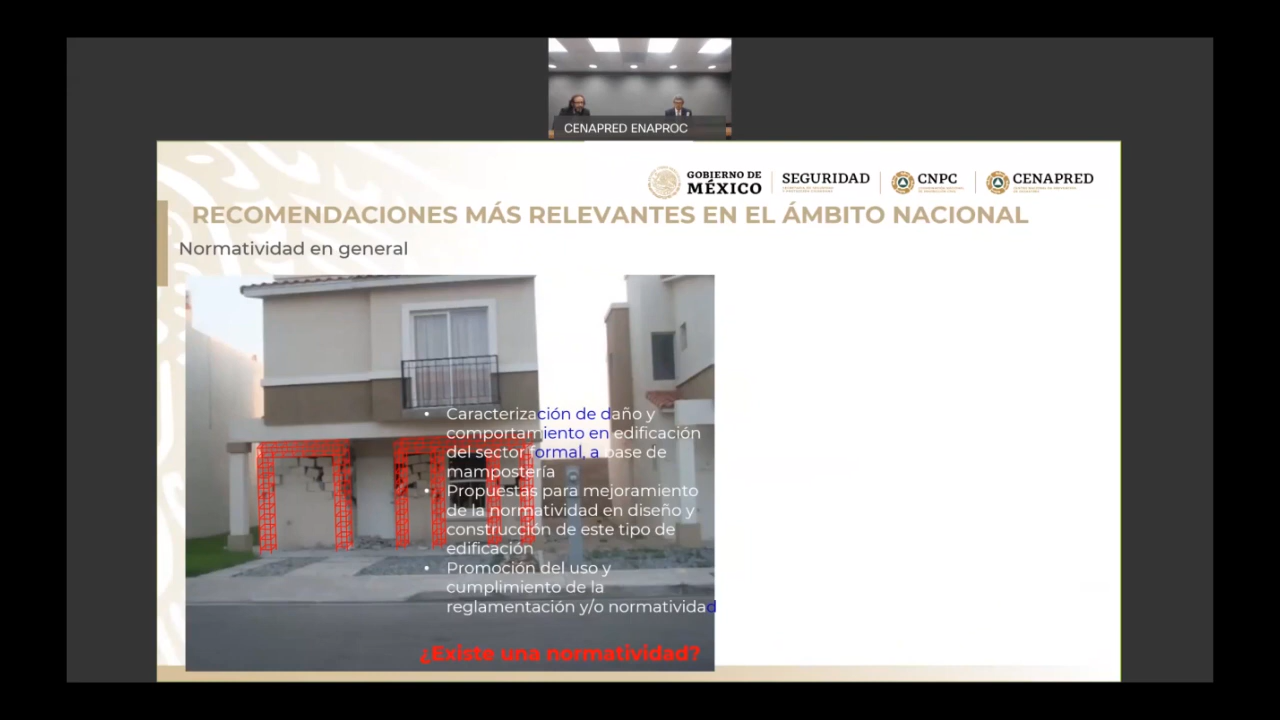 CENAPRED ENAPROC
GOBIERNO DE
MÉXICO
SEGURIDAD
CNPC
CENAPRED
RECOMENDACIONES MÁS RELEVANTES EN EL ÁMBITO NACIONAL
Normatividad en general
• Caracterización de daño y
comportamiento en edificación
del sector formal, a base de
mampostería
• Propuestas para mejoramiento
de la normatividad en diseño y
construcción de este tipo de
edificación
• Promoción del uso y
cumplimiento de la
reglamentación y/o normatividad
¿Existe una normatividad?